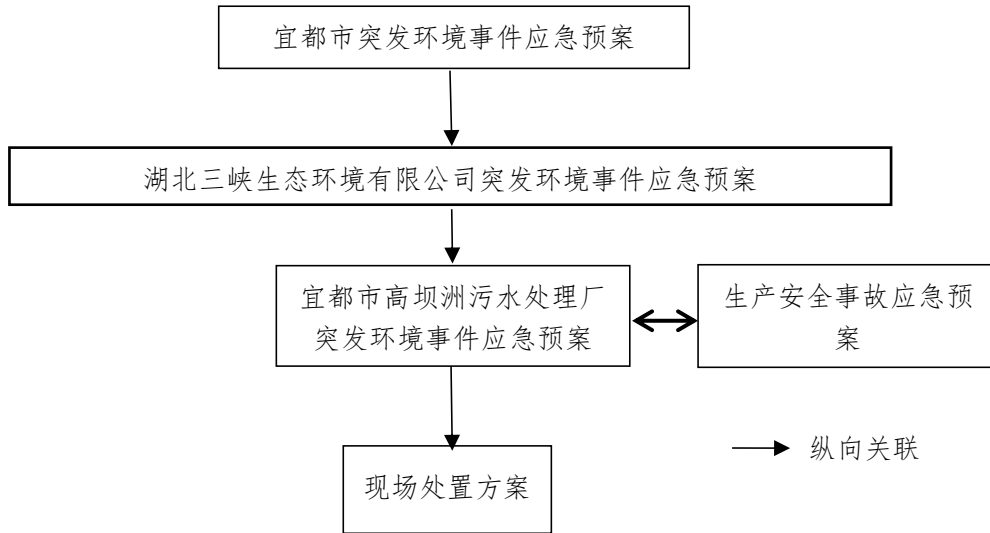 宜都市突发环境事件应急预案
湖北三峡生态环境有限公司突发环境事件应急预案
宜都市高坝洲污水处理厂
突发环境事件应急预案
生产安全事故应急预
案
纵向关联
现场处置方案